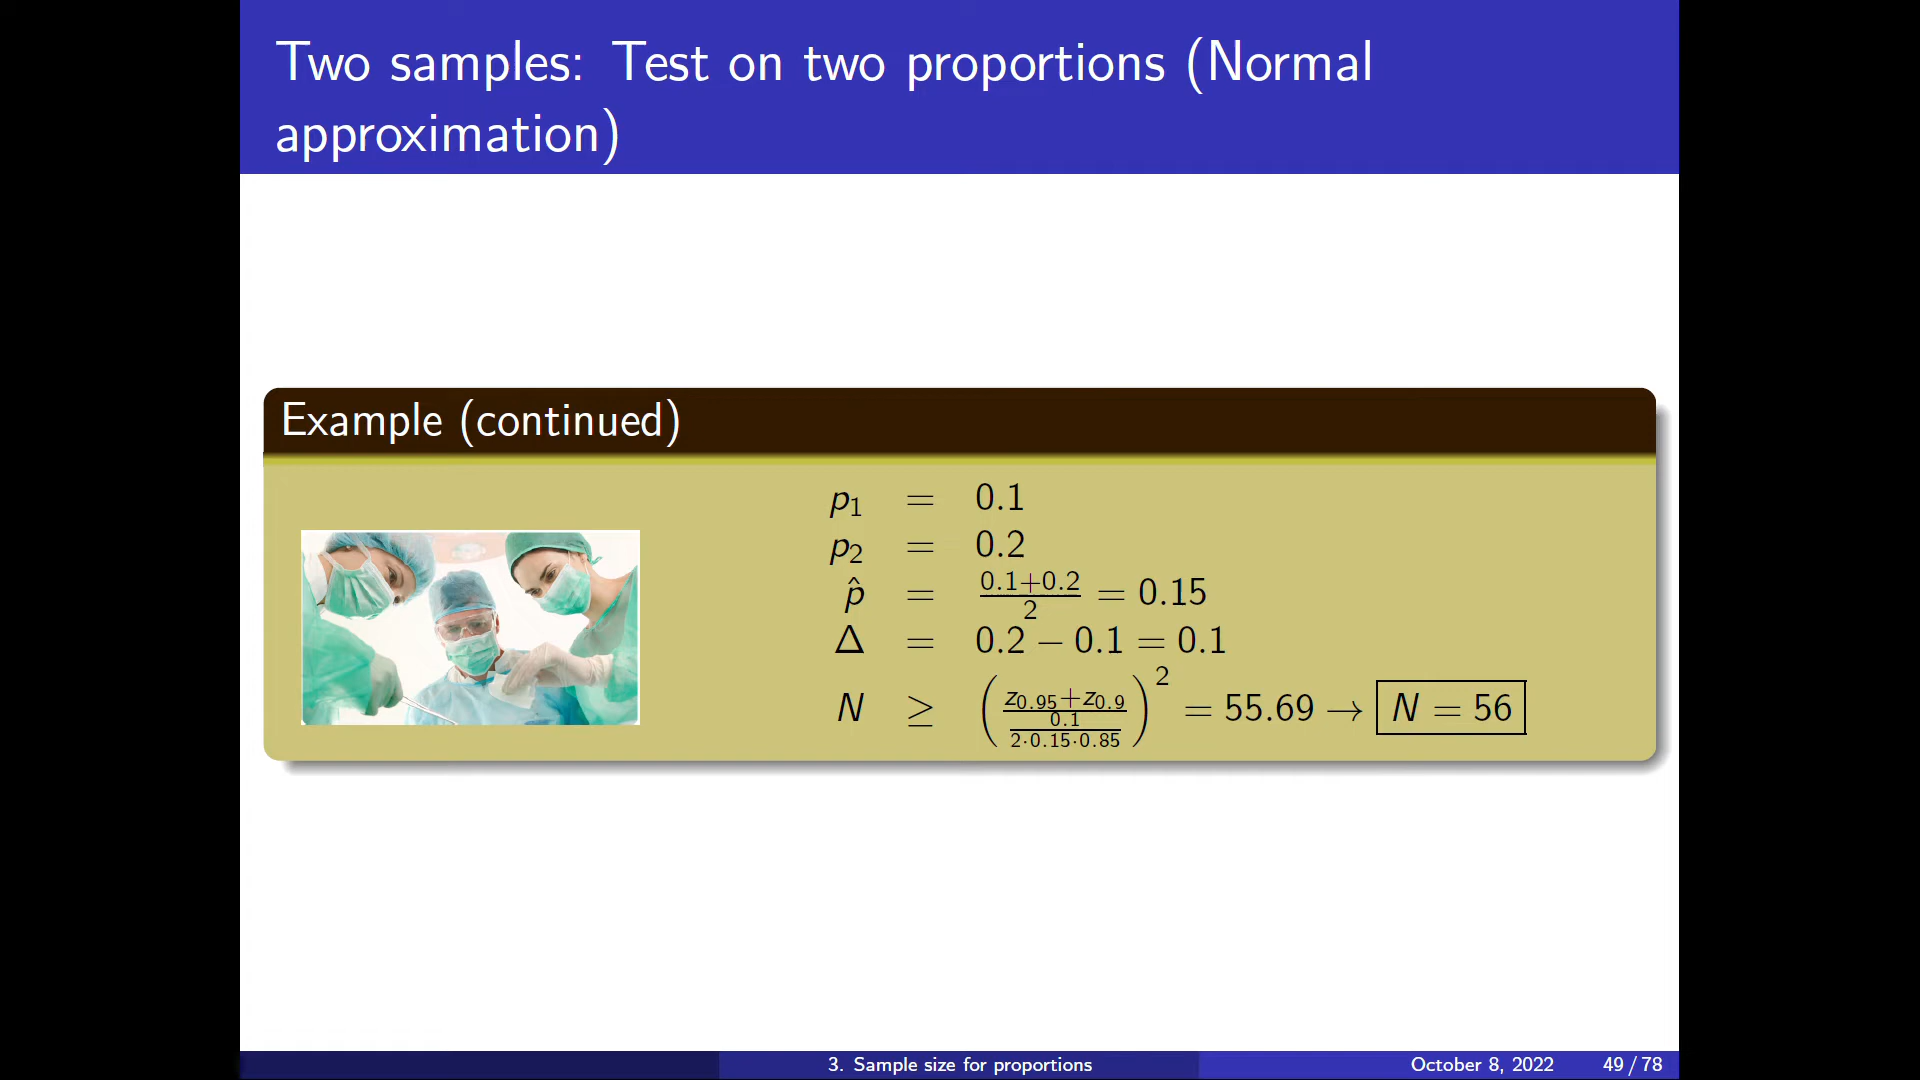 Two samples: Test on two proportions (Normal
approximation)
Example (continued)
p₁ = 0.1
p₂ = 0.2
p̂ = (0.1+0.2)/2 = 0.15
Δ = 0.2 − 0.1 = 0.1
N ≥ ((z₀.₉₅+z₀.₉)/(0.1/(2·0.15·0.85)))² = 55.69 → N = 56
3. Sample size for proportions October 8, 2022 49 / 78